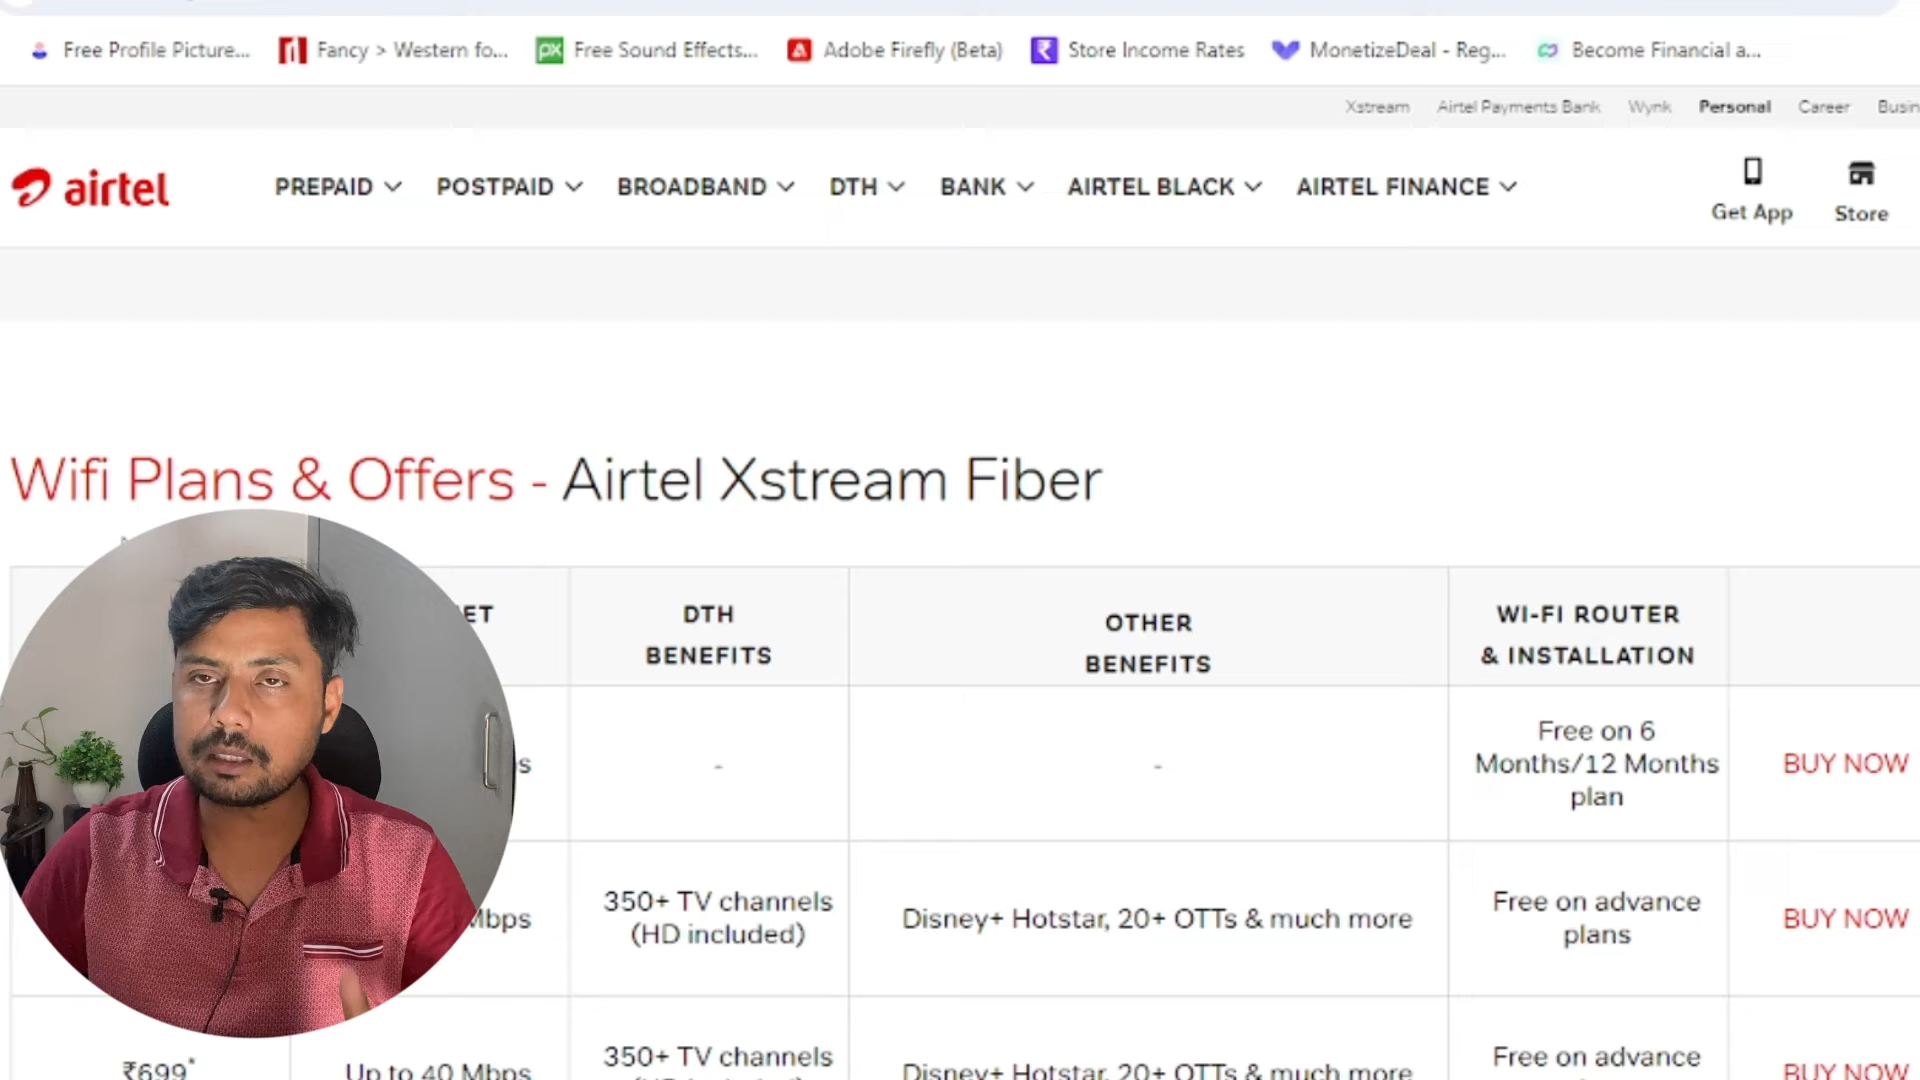 Free Profile Picture... Fancy > Western fo... Free Sound Effects... Adobe Firefly (Beta) Store Income Rates MonetizeDeal - Reg... Become Financial a...
Xstream Airtel Payments Bank Wynk Personal Career Busin
airtel PREPAID POSTPAID BROADBAND DTH BANK AIRTEL BLACK AIRTEL FINANCE Get App Store
Wifi Plans & Offers - Airtel Xstream Fiber
ET
DTH
BENEFITS
OTHER
BENEFITS
WI-FI ROUTER
& INSTALLATION
s
-
-
Free on 6
Months/12 Months
plan
BUY NOW
Mbps
350+ TV channels
(HD included)
Disney+ Hotstar, 20+ OTTs & much more
Free on advance
plans
BUY NOW
₹699*
Up to 40 Mbps
350+ TV channels
(HD included)
Disney+ Hotstar, 20+ OTTs & much more
Free on advance
BUY NOW